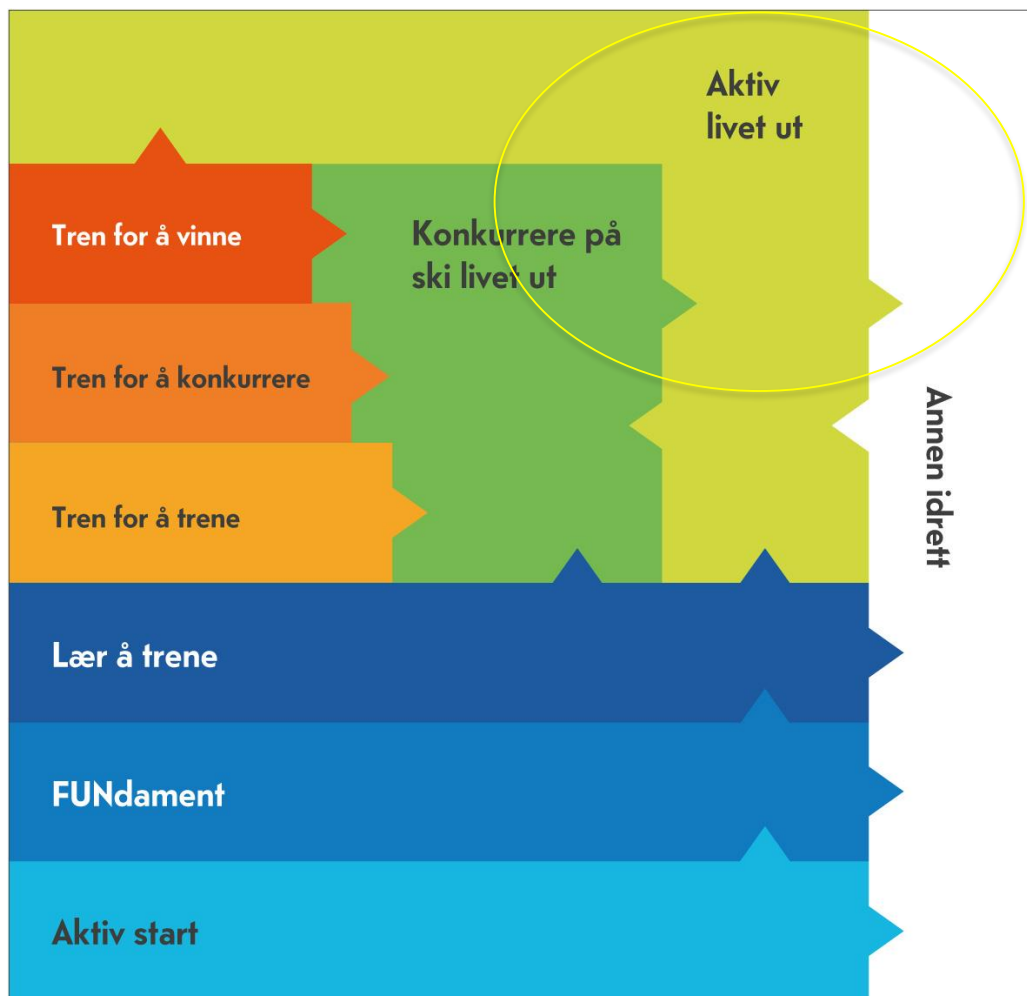 Aktiv
livet ut
Tren for å vinne
Konkurrere på
ski livet ut
Tren for å konkurrere
Annen idrett
Tren for å trene
Lær å trene
FUNdament
Aktiv start